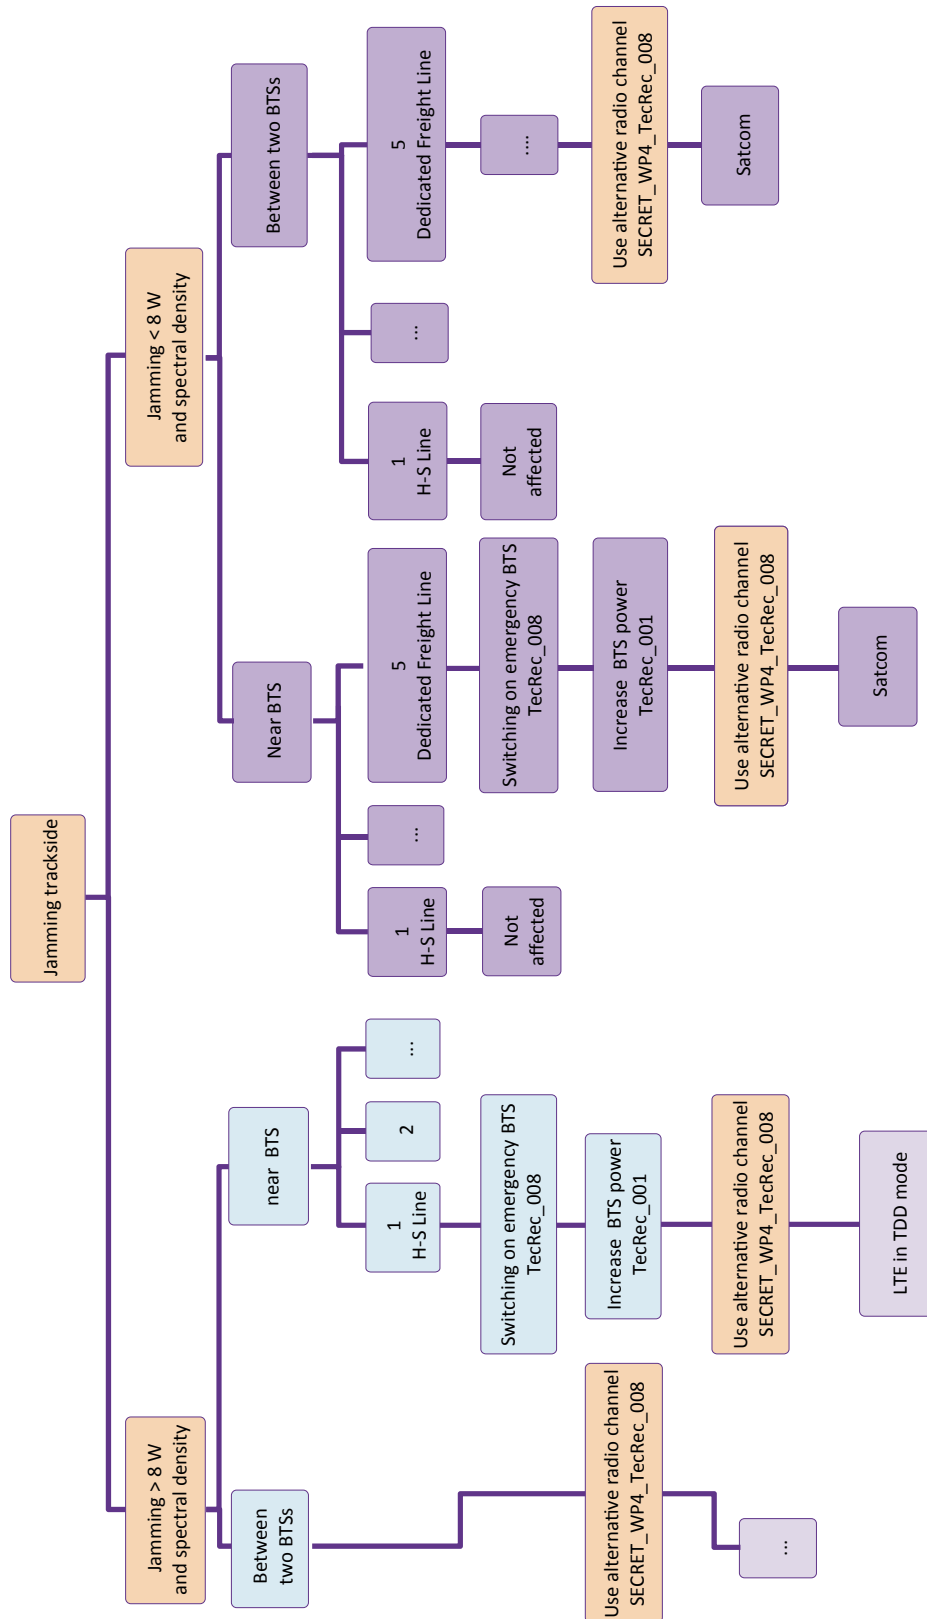 Jamming trackside
Jamming > 8 W
and spectral density
Jamming < 8 W
and spectral density
Between
two BTSs
near BTS
Near BTS
Between two BTSs
1
H-S Line
2
...
1
H-S Line
...
5
Dedicated Freight Line
1
H-S Line
...
5
Dedicated Freight Line
Switching on emergency BTS
TecRec_008
Not
affected
Switching on emergency BTS
TecRec_008
Not
affected
.....
Use alternative radio channel
SECRET_WP4_TecRec_008
Increase BTS power
TecRec_001
Increase BTS power
TecRec_001
Use alternative radio channel
SECRET_WP4_TecRec_008
...
Use alternative radio channel
SECRET_WP4_TecRec_008
Use alternative radio channel
SECRET_WP4_TecRec_008
Satcom
LTE in TDD mode
Satcom